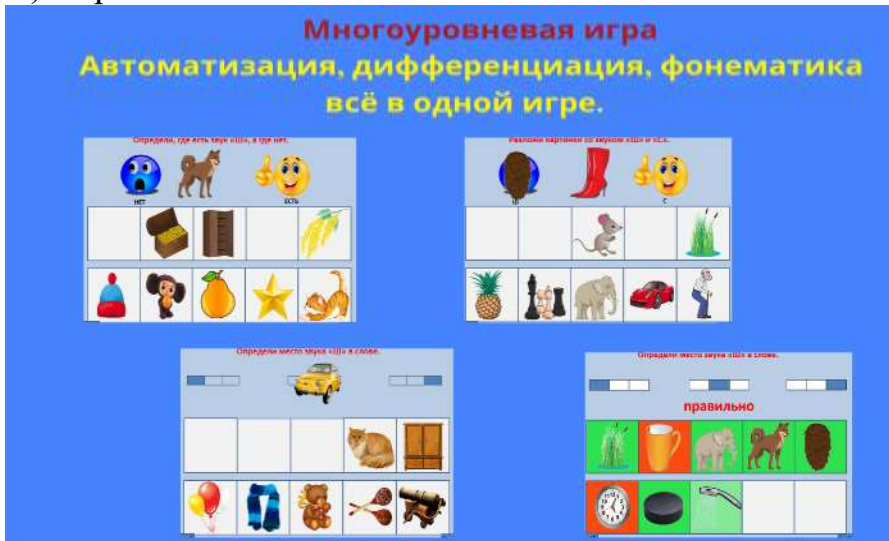 Многоуровневая игра
Автоматизация, дифференциация, фонематика
всё в одной игре.
Определи, где есть звук «Ш», а где нет.
НЕТ
ЕСТЬ
Разложи картинки со звуком «Ш» и «С».
Ш
С
Определи место звука «Ш» в слове.
Определи место звука «Ш» в слове.
правильно